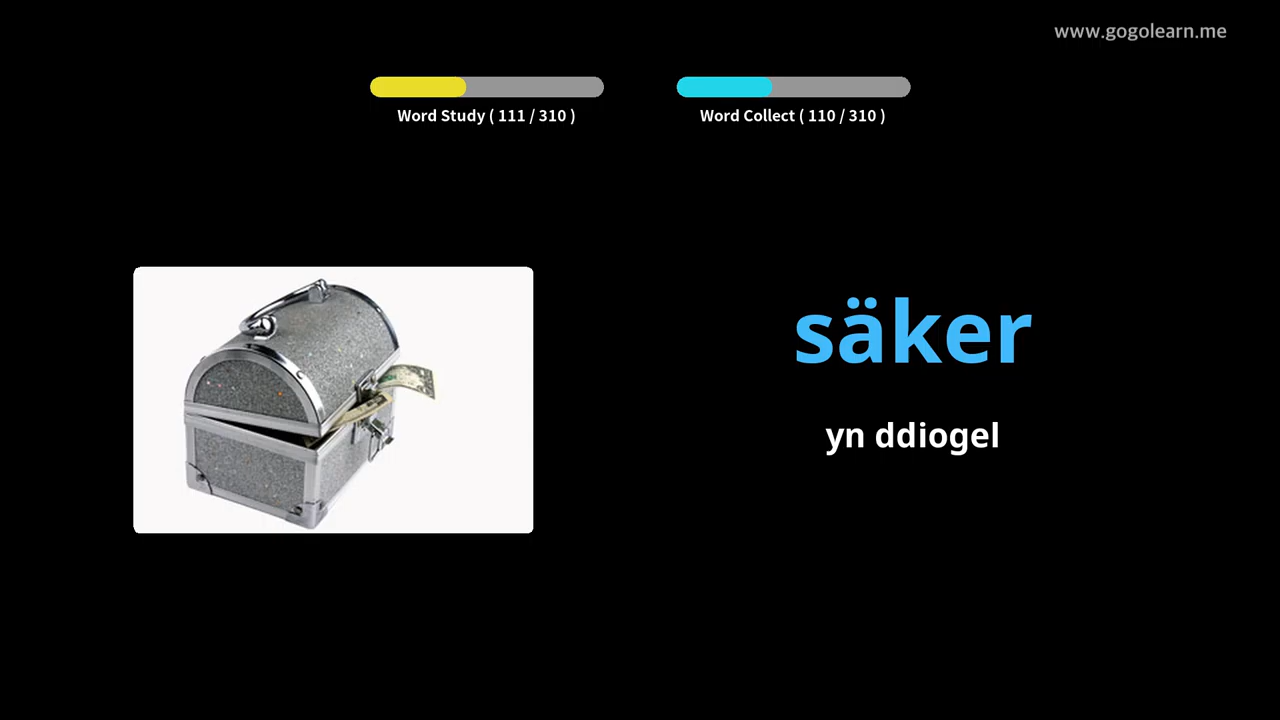 www.gogolearn.me
Word Study ( 111 / 310 )
Word Collect ( 110 / 310 )
säker
yn ddiogel